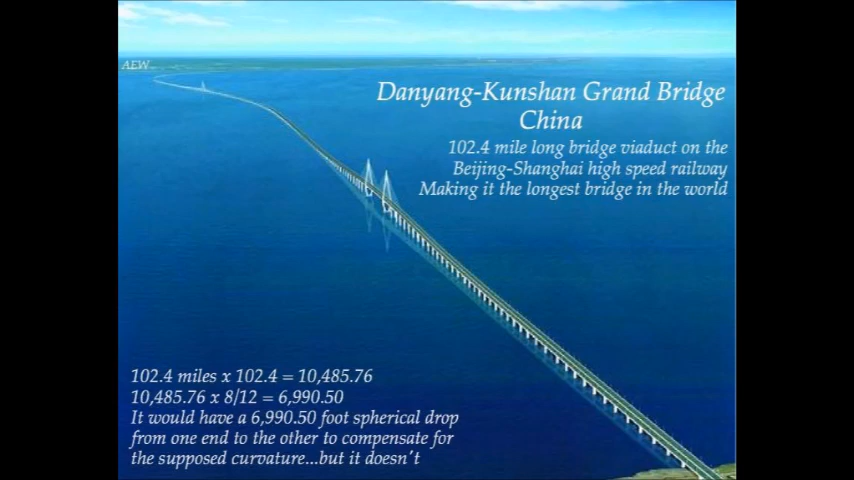 AEW
Danyang-Kunshan Grand Bridge
China
102.4 mile long bridge viaduct on the
Beijing-Shanghai high speed railway
Making it the longest bridge in the world
102.4 miles x 102.4 = 10,485.76
10,485.76 x 8/12 = 6,990.50
It would have a 6,990.50 foot spherical drop
from one end to the other to compensate for
the supposed curvature...but it doesn't